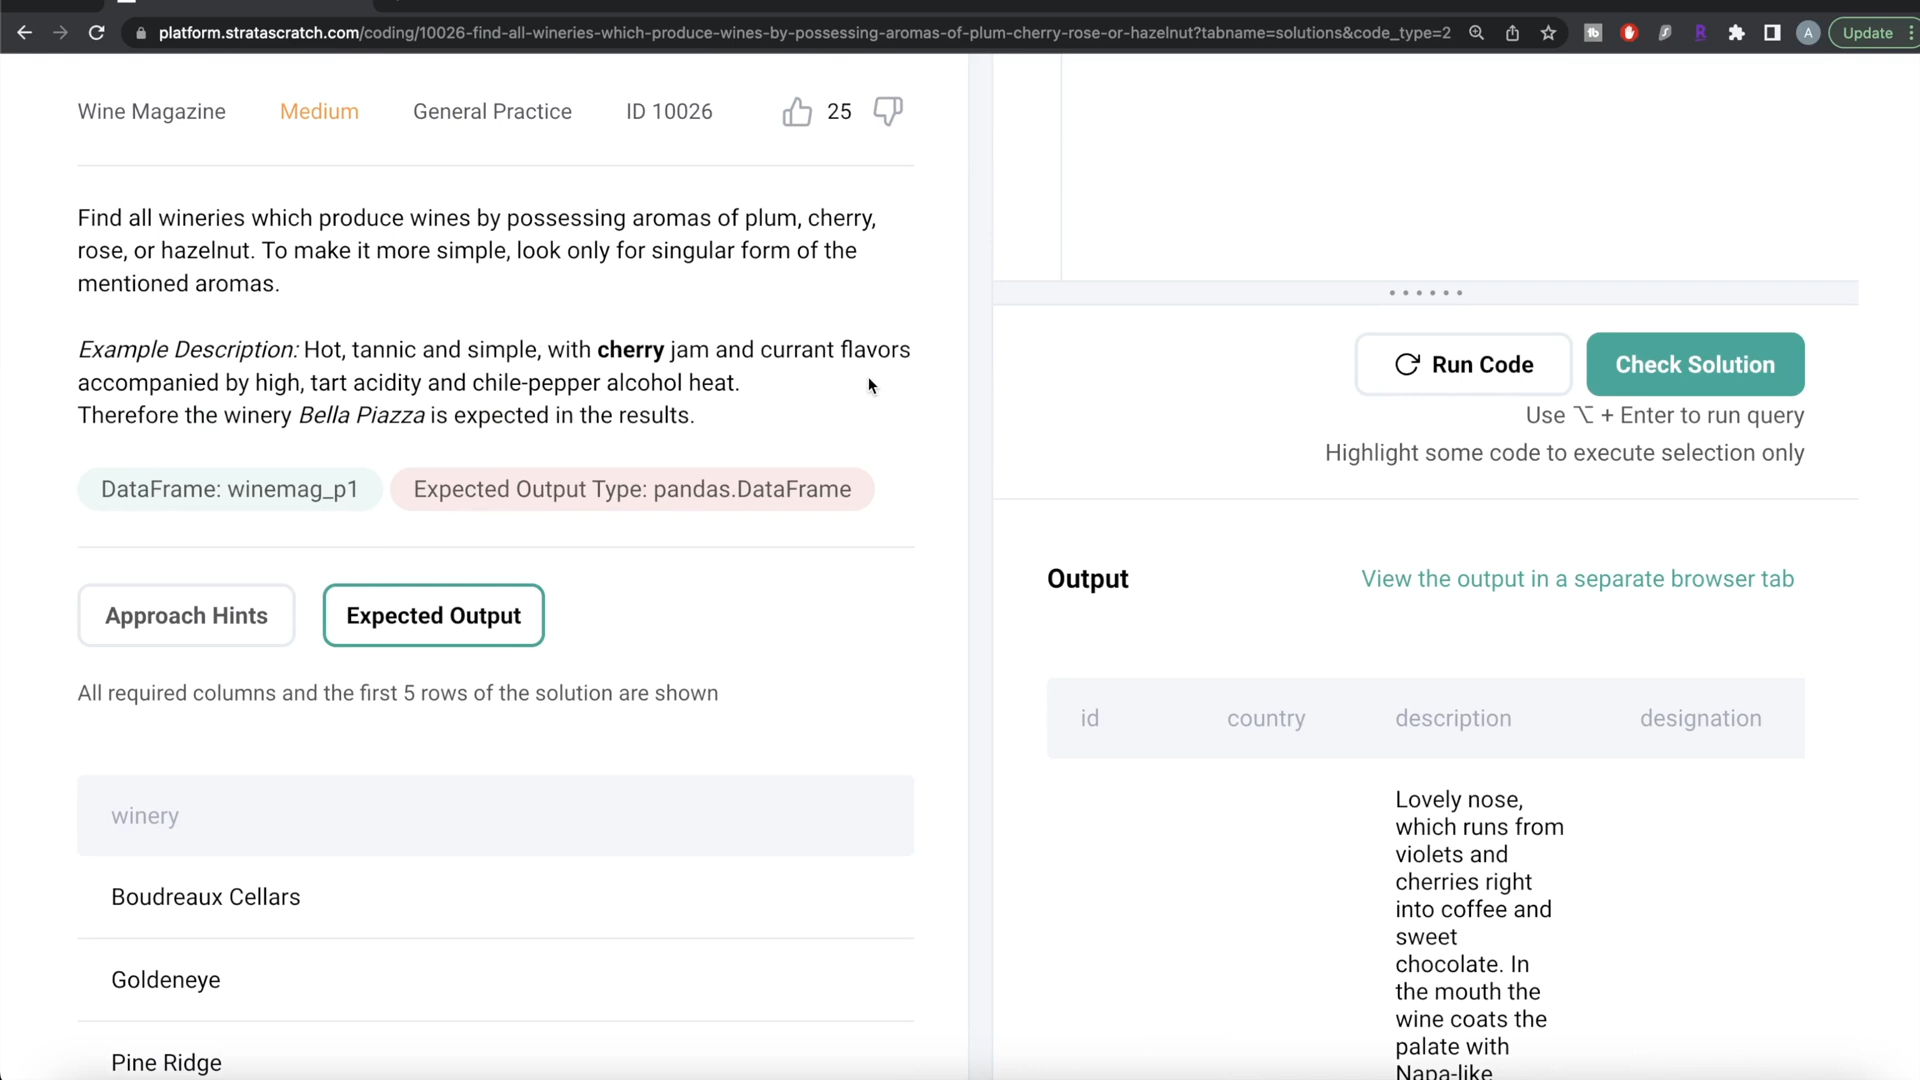 platform.stratascratch.com/coding/10026-find-all-wineries-which-produce-wines-by-possessing-aromas-of-plum-cherry-rose-or-hazelnut?tabname=solutions&code_type=2
A
Update
Wine Magazine
Medium
General Practice
ID 10026
25
Find all wineries which produce wines by possessing aromas of plum, cherry,
rose, or hazelnut. To make it more simple, look only for singular form of the
mentioned aromas.
Example Description: Hot, tannic and simple, with cherry jam and currant flavors
accompanied by high, tart acidity and chile-pepper alcohol heat.
Therefore the winery Bella Piazza is expected in the results.
DataFrame: winemag_p1
Expected Output Type: pandas.DataFrame
Approach Hints
Expected Output
All required columns and the first 5 rows of the solution are shown
winery
Boudreaux Cellars
Goldeneye
Pine Ridge
Run Code
Check Solution
Use ⌥ + Enter to run query
Highlight some code to execute selection only
Output
View the output in a separate browser tab
id
country
description
designation
Lovely nose,
which runs from
violets and
cherries right
into coffee and
sweet
chocolate. In
the mouth the
wine coats the
palate with
Napa-like